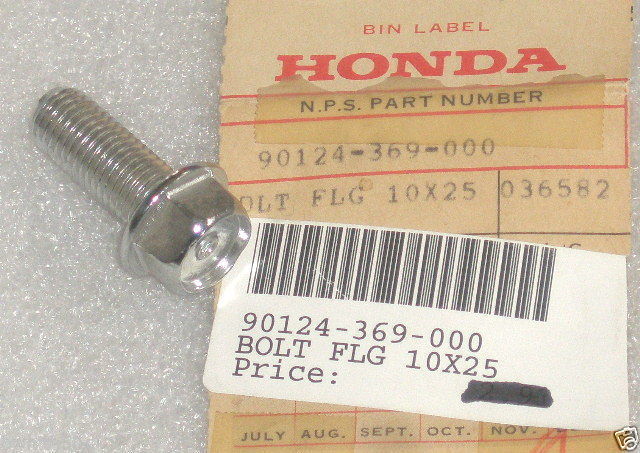 BIN LABEL
HONDA
N.P.S. PART NUMBER
90124-369-000
BOLT FLG 10X25 036582
90124-369-000
BOLT FLG 10X25
Price:
JULY AUG. SEPT. OCT. NOV.